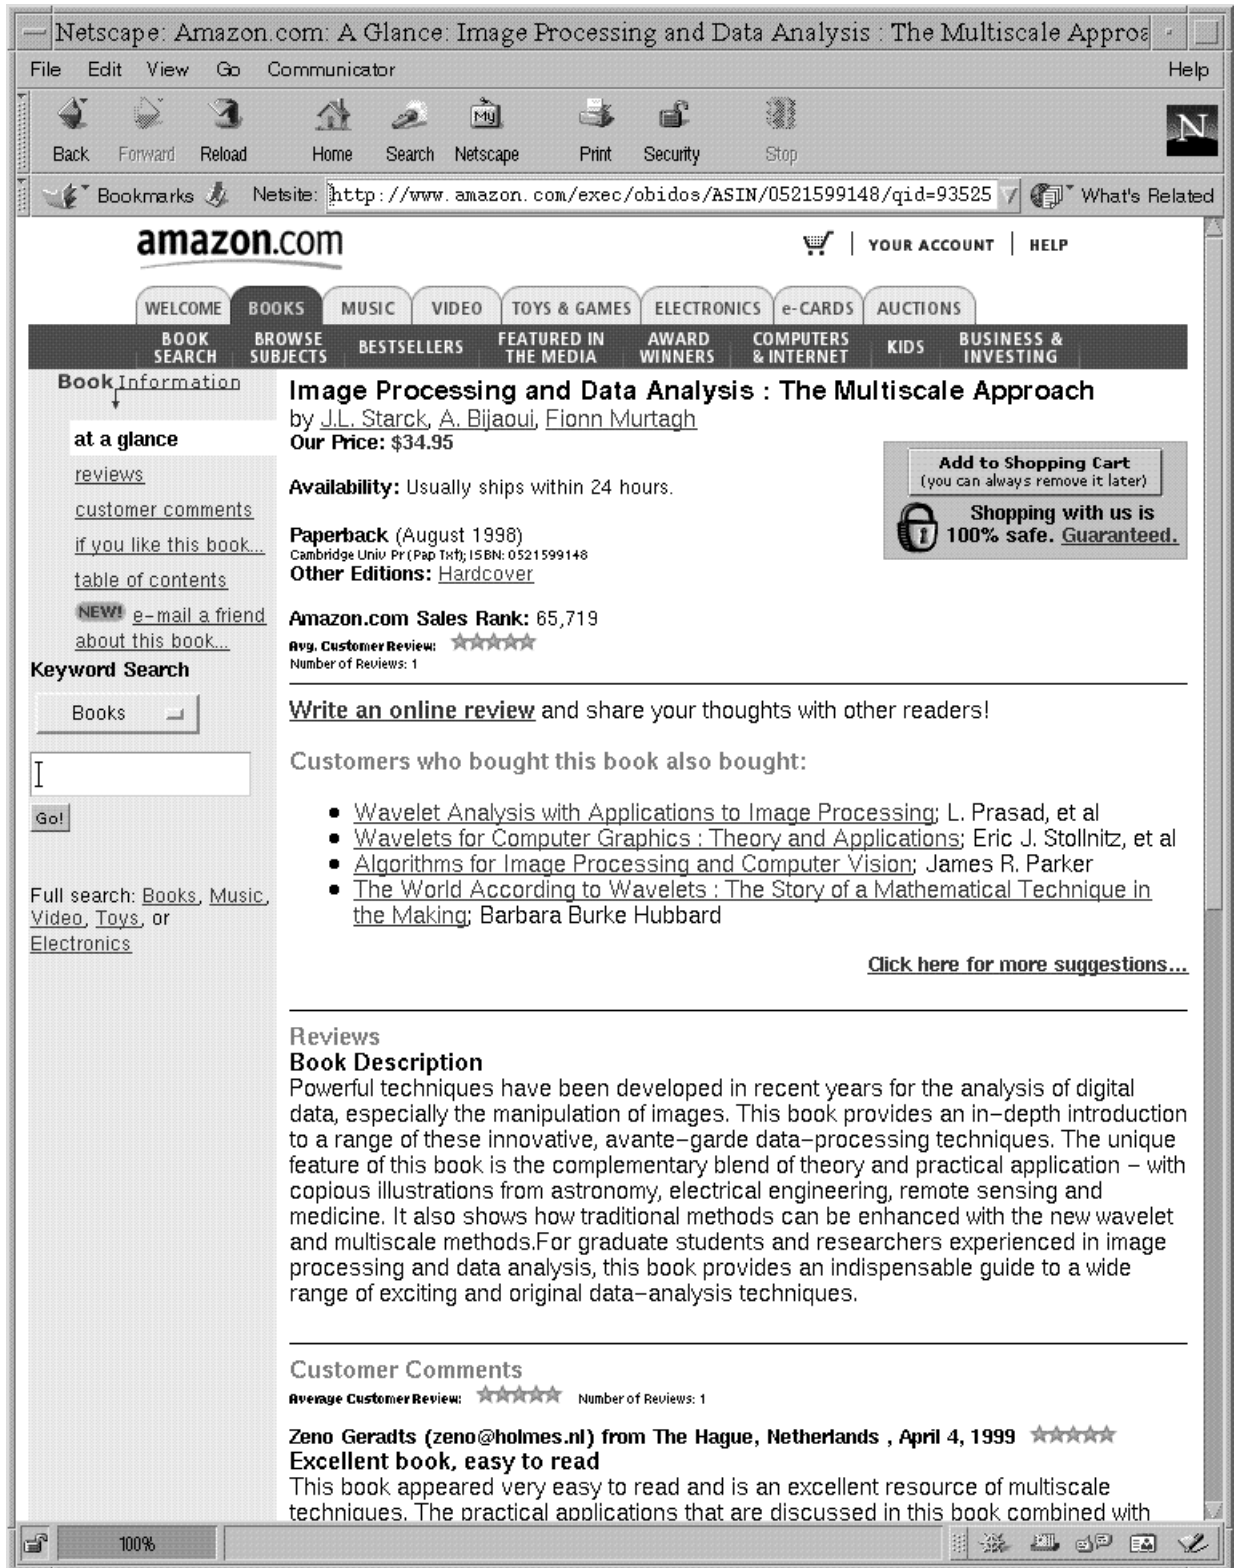 Netscape: Amazon.com: A Glance: Image Processing and Data Analysis : The Multiscale Approa
File Edit View Go Communicator Help
My N
Back Forward Reload Home Search Netscape Print Security Stop
Bookmarks Netsite: http://www.amazon.com/exec/obidos/ASIN/0521599148/qid=93525 What's Related
amazon.com YOUR ACCOUNT HELP
WELCOME BOOKS MUSIC VIDEO TOYS & GAMES ELECTRONICS e-CARDS AUCTIONS
BOOK SEARCH BROWSE SUBJECTS BESTSELLERS FEATURED IN THE MEDIA AWARD WINNERS COMPUTERS & INTERNET KIDS BUSINESS & INVESTING
Book Information
at a glance
reviews
customer comments
if you like this book...
table of contents
NEW! e-mail a friend
about this book...
Keyword Search
Books
Go!
Full search: Books, Music,
Video, Toys, or
Electronics
Image Processing and Data Analysis : The Multiscale Approach
by J.L. Starck, A. Bijaoui, Fionn Murtagh
Our Price: $34.95
Add to Shopping Cart
(you can always remove it later)
Shopping with us is
100% safe. Guaranteed.
Availability: Usually ships within 24 hours.
Paperback (August 1998)
Cambridge Univ Pr (Pap Txt); ISBN: 0521599148
Other Editions: Hardcover
Amazon.com Sales Rank: 65,719
Avg. Customer Review:
Number of Reviews: 1
Write an online review and share your thoughts with other readers!
Customers who bought this book also bought:
• Wavelet Analysis with Applications to Image Processing; L. Prasad, et al
• Wavelets for Computer Graphics : Theory and Applications; Eric J. Stollnitz, et al
• Algorithms for Image Processing and Computer Vision; James R. Parker
• The World According to Wavelets : The Story of a Mathematical Technique in
the Making; Barbara Burke Hubbard
Click here for more suggestions...
Reviews
Book Description
Powerful techniques have been developed in recent years for the analysis of digital
data, especially the manipulation of images. This book provides an in-depth introduction
to a range of these innovative, avante-garde data-processing techniques. The unique
feature of this book is the complementary blend of theory and practical application - with
copious illustrations from astronomy, electrical engineering, remote sensing and
medicine. It also shows how traditional methods can be enhanced with the new wavelet
and multiscale methods.For graduate students and researchers experienced in image
processing and data analysis, this book provides an indispensable guide to a wide
range of exciting and original data-analysis techniques.
Customer Comments
Average Customer Review: Number of Reviews: 1
Zeno Geradts (zeno@holmes.nl) from The Hague, Netherlands , April 4, 1999
Excellent book, easy to read
This book appeared very easy to read and is an excellent resource of multiscale
techniques. The practical applications that are discussed in this book combined with
100%